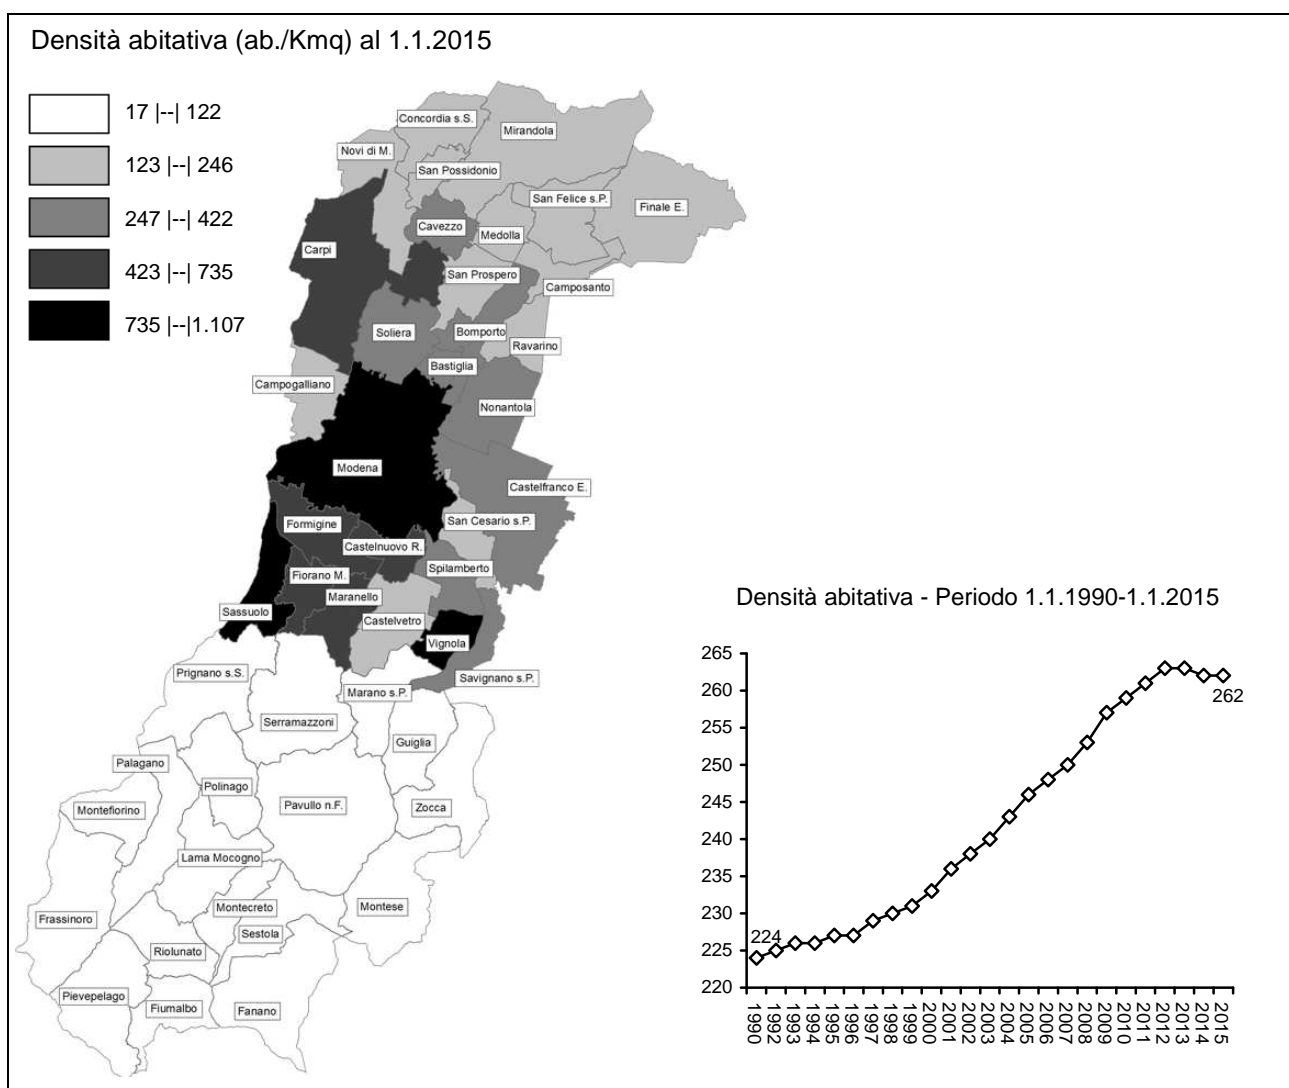 Densità abitativa (ab./Kmq) al 1.1.2015
17 |--| 122
123 |--| 246
247 |--| 422
423 |--| 735
735 |--|1.107
Concordia s.S.
Mirandola
Novi di M.
San Possidonio
San Felice s.P.
Finale E.
Cavezzo
Medolla
Carpi
San Prospero
Camposanto
Soliera
Bomporto
Ravarino
Bastiglia
Campogalliano
Nonantola
Modena
Castelfranco E.
San Cesario s.P.
Formigine
Castelnuovo R.
Spilamberto
Fiorano M.
Maranello
Sassuolo
Castelvetro
Vignola
Prignano s.S.
Savignano s.P.
Marano s.P.
Serramazzoni
Guiglia
Palagano
Polinago
Montefiorino
Pavullo n.F.
Zocca
Lama Mocogno
Montecreto
Montese
Frassinoro
Sestola
Riolunato
Pievepelago
Fiumalbo
Fanano
Densità abitativa - Periodo 1.1.1990-1.1.2015
265
260
255
250
245
240
235
230
225
220
224
262
1990
1992
1993
1994
1995
1996
1997
1998
1999
2000
2001
2002
2003
2004
2005
2006
2007
2008
2009
2010
2011
2012
2013
2014
2015